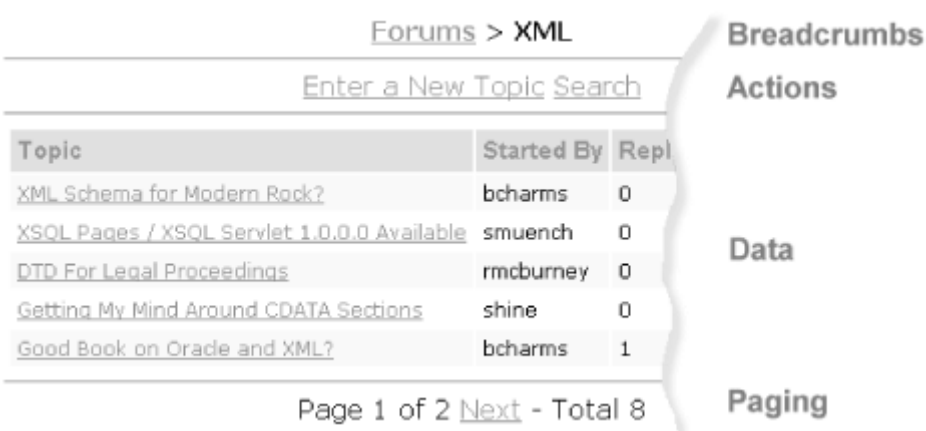 Forums > XML Breadcrumbs
Enter a New Topic Search Actions
Topic Started By Repl
XML Schema for Modern Rock? bcharms 0
XSQL Pages / XSQL Servlet 1.0.0.0 Available smuench 0
Data
DTD For Legal Proceedings rmcburney 0
Getting My Mind Around CDATA Sections shine 0
Good Book on Oracle and XML? bcharms 1
Page 1 of 2 Next - Total 8 Paging